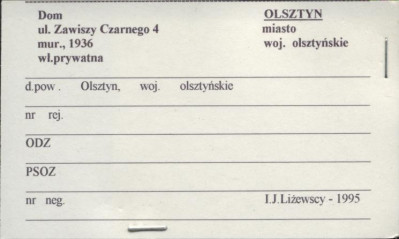 Dom
ul. Zawiszy Czarnego 4
mur., 1936
wł.prywatna
OLSZTYN
miasto
woj. olsztyńskie
d.pow . Olsztyn, woj. olsztyńskie
nr rej.
ODZ
PSOZ
nr neg. I.J.Liżewscy - 1995